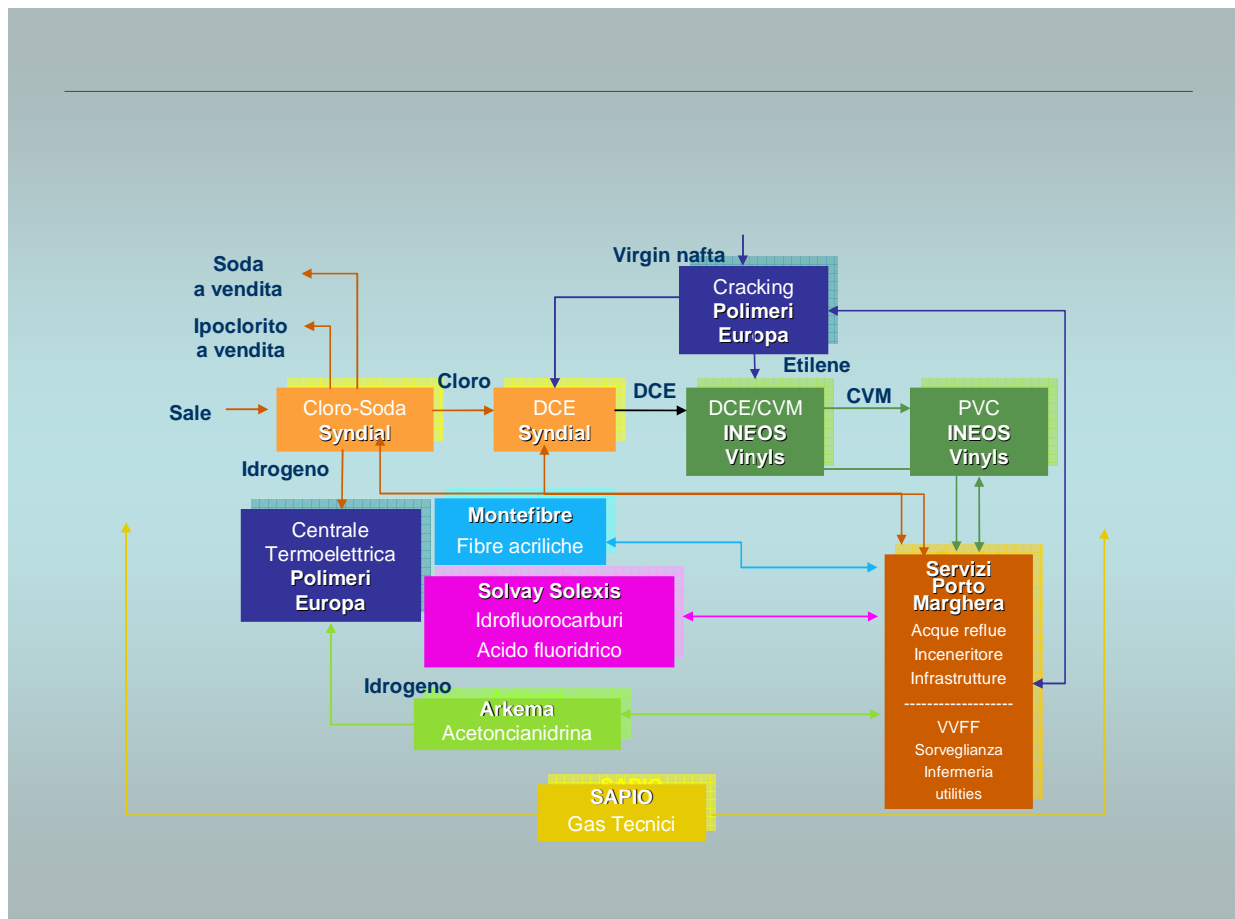 Virgin nafta
Soda
a vendita
Cracking
Polimeri
Europa
Ipoclorito
a vendita
Etilene
Cloro
DCE
CVM
Sale
Cloro-Soda
Syndial
DCE
Syndial
DCE/CVM
INEOS
Vinyls
PVC
INEOS
Vinyls
Idrogeno
Centrale
Termoelettrica
Polimeri
Europa
Montefibre
Fibre acriliche
Solvay Solexis
Idrofluorocarburi
Acido fluoridrico
Servizi
Porto
Marghera
Acque reflue
Inceneritore
Infrastrutture
-------------------
VVFF
Sorveglianza
Infermeria
utilities
Idrogeno
Arkema
Acetoncianidrina
SAPIO
SAPIO
Gas Tecnici